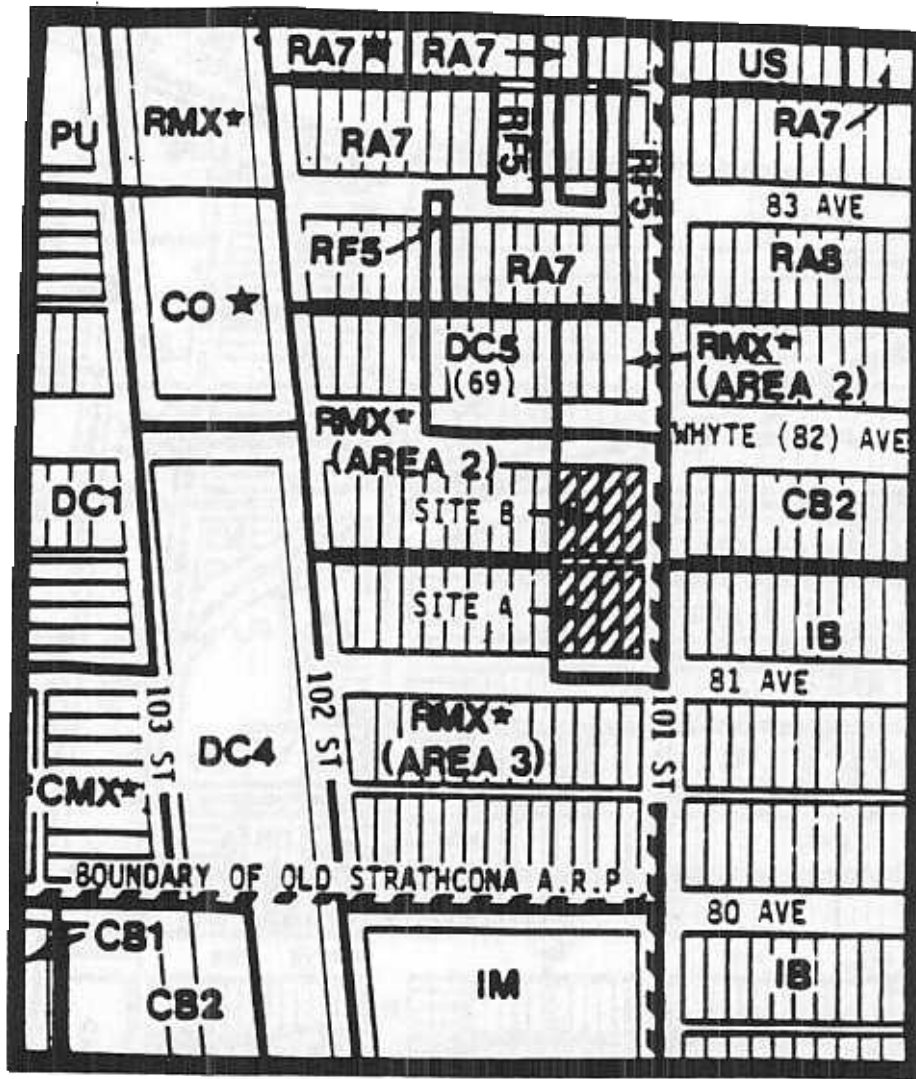 RA7★ RA7
US
PU
RMX*
RA7
RF5
RF5
RA7
83 AVE
RF5
RA7
RA8
CO ★
DC5
(69)
RMX*
(AREA 2)
RMX*
(AREA 2)
WHYTE (82) AVE
DC1
SITE B
CB2
SITE A
IB
81 AVE
103 ST
102 ST
101 ST
DC4
RMX*
(AREA 3)
CMX*
BOUNDARY OF OLD STRATHCONA A.R.P.
80 AVE
CB1
CB2
IM
IB